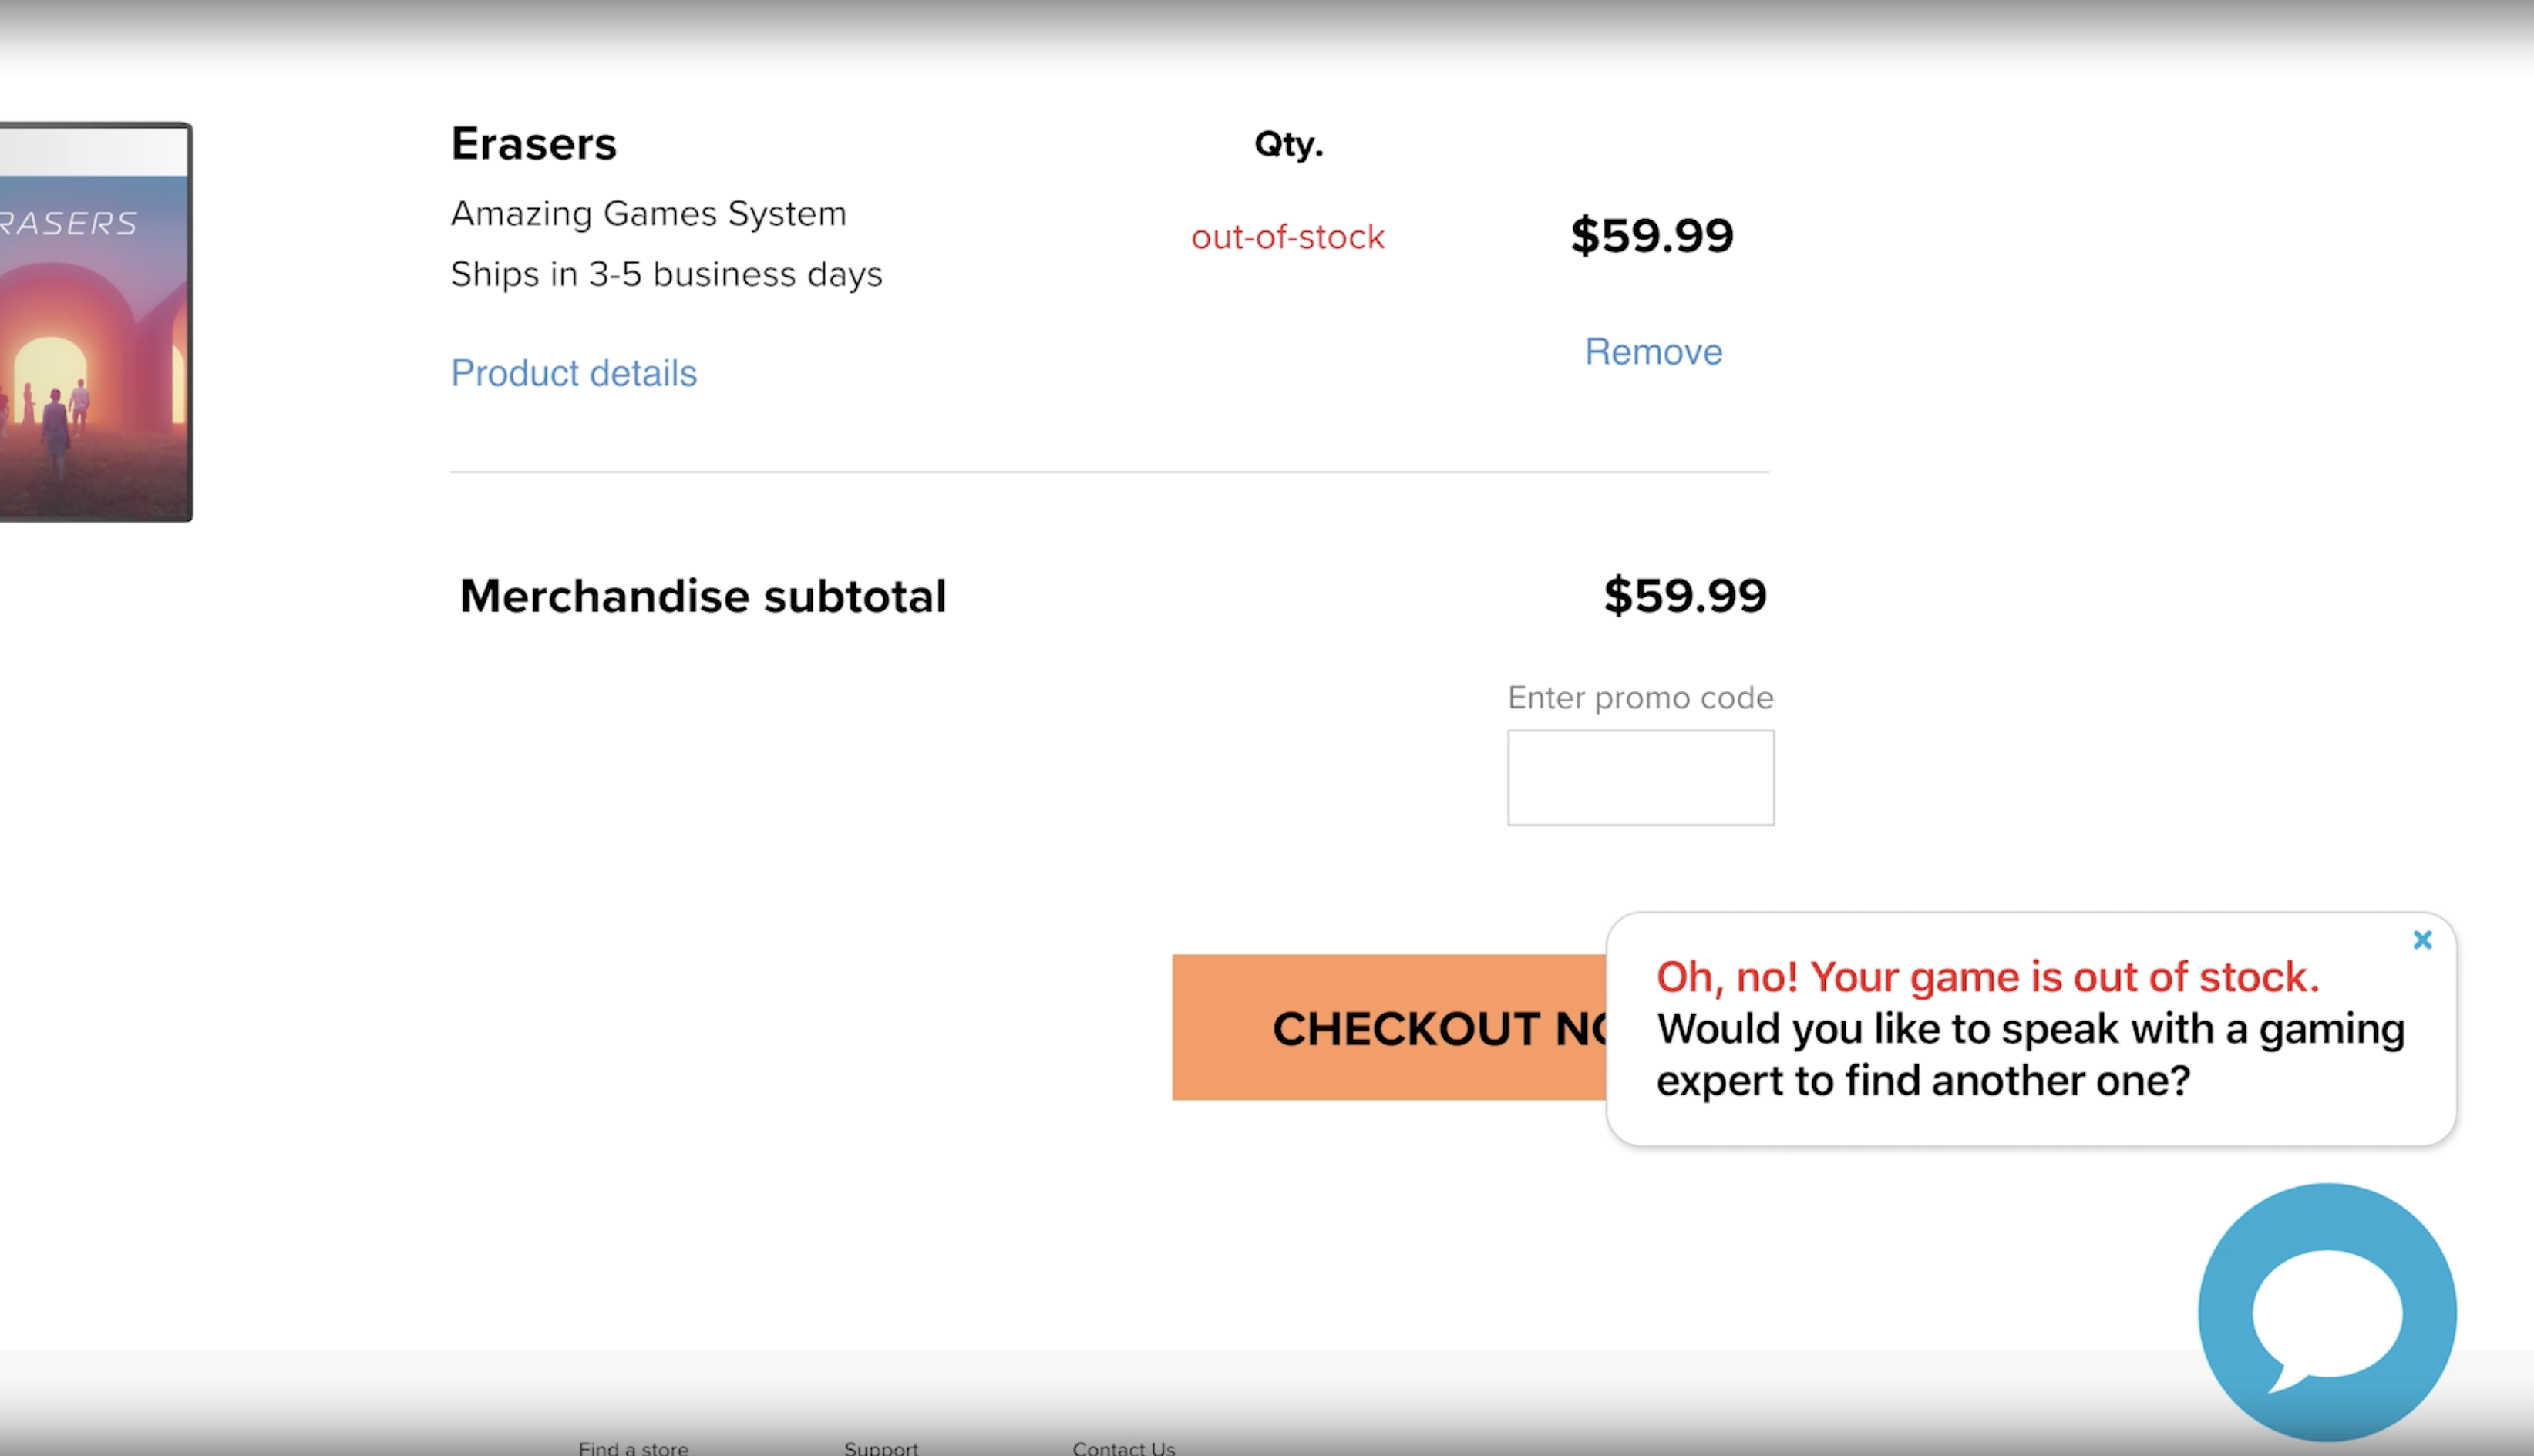 RASERS
Erasers
Qty.
Amazing Games System
out-of-stock
$59.99
Ships in 3-5 business days
Remove
Product details
Merchandise subtotal
$59.99
Enter promo code
CHECKOUT NO
Oh, no! Your game is out of stock.
Would you like to speak with a gaming
expert to find another one?
Find a store
Support
Contact Us